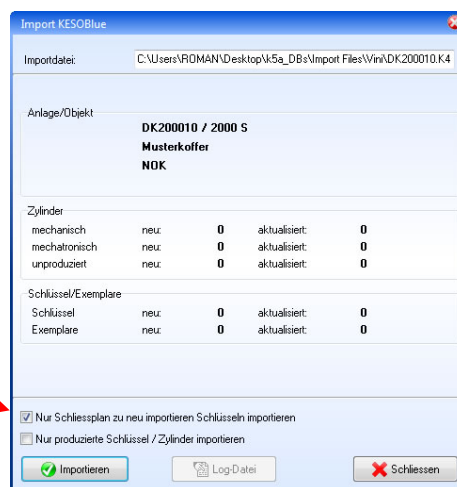 Import KESOBlue
Importdatei: C:\Users\ROMAN\Desktop\k5a_DBs\Import Files\Vini\DK200010.K4
Anlage/Objekt
DK200010 / 2000 S
Musterkoffer
NOK
Zylinder
mechanisch neu: 0 aktualisiert: 0
mechatronisch neu: 0 aktualisiert: 0
unproduziert neu: 0 aktualisiert: 0
Schlüssel/Exemplare
Schlüssel neu: 0 aktualisiert: 0
Exemplare neu: 0 aktualisiert: 0
Nur Schliessplan zu neu importieren Schlüsseln importieren
Nur produzierte Schlüssel / Zylinder importieren
Importieren Log-Datei Schliessen